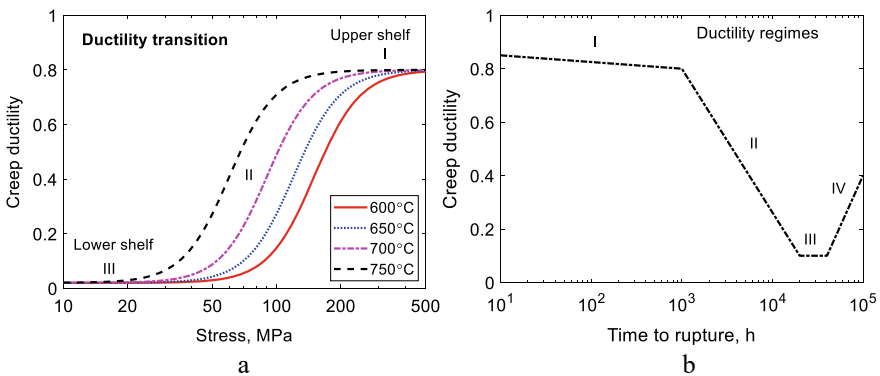 Ductility transition
Upper shelf
I
II
Lower shelf
III
600°C
650°C
700°C
750°C
1
0.8
0.6
0.4
0.2
0
10
20
50
100
200
500
Creep ductility
Stress, MPa
a
I
Ductility regimes
II
III
IV
1
0.8
0.6
0.4
0.2
0
10^1
10^2
10^3
10^4
10^5
Creep ductility
Time to rupture, h
b